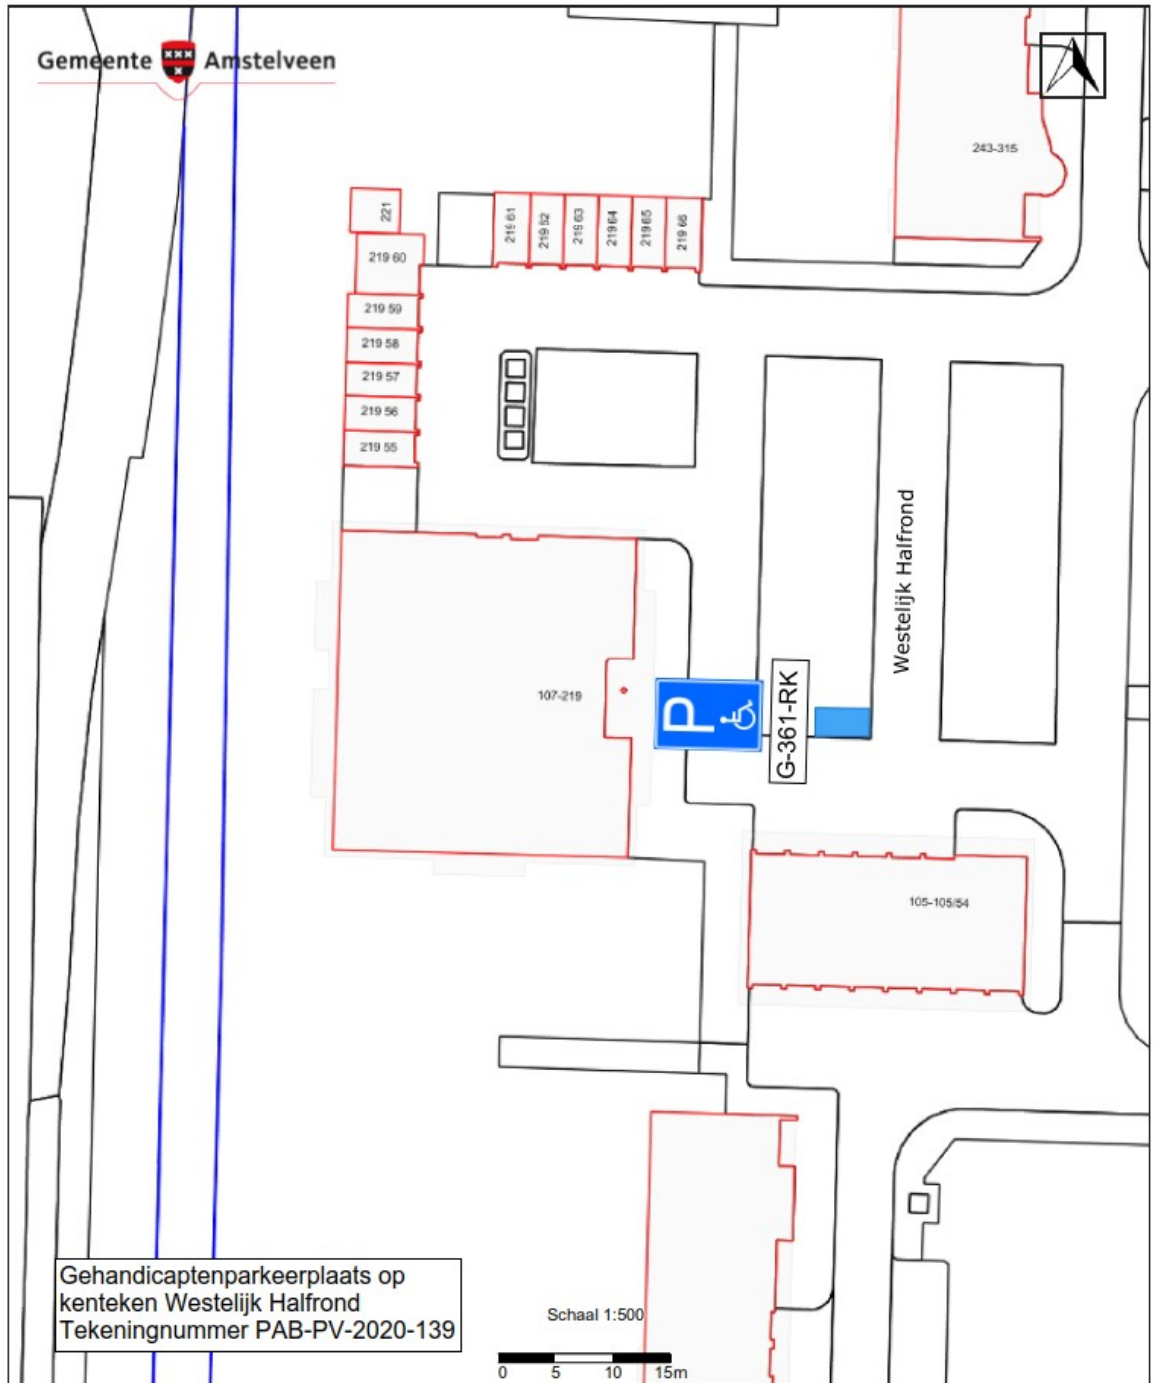 Gemeente Amstelveen
243-315
221
219 61
219 62
219 63
219 64
219 65
219 66
219 60
219 59
219 58
219 57
219 56
219 55
Westelijk Halfrond
107-219
P
G-361-RK
105-105/54
Gehandicaptenparkeerplaats op
kenteken Westelijk Halfrond
Tekeningnummer PAB-PV-2020-139
Schaal 1:500
0 5 10 15m